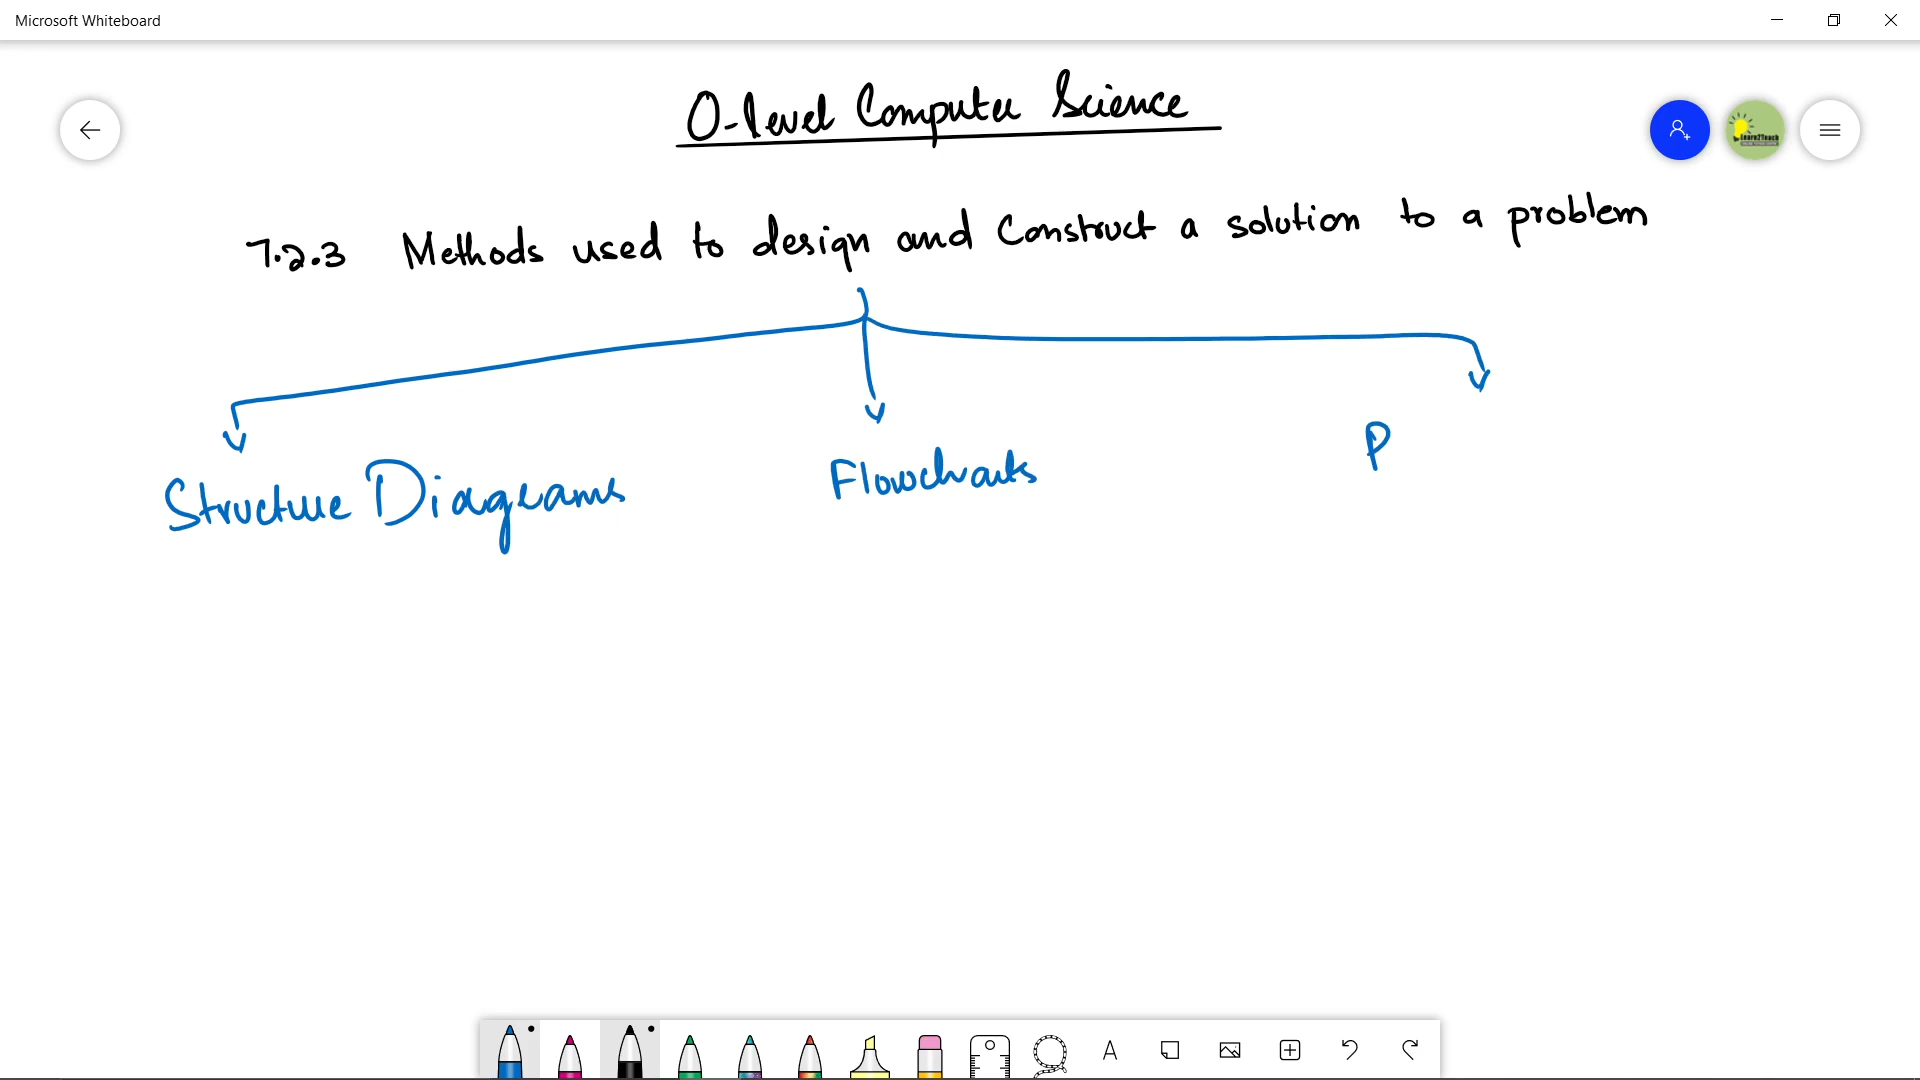 Microsoft Whiteboard
O-level Computer Science
7.2.3 Methods used to design and Construct a solution to a problem
Structure Diagrams
Flowcharts
P
Learn2Teach
A